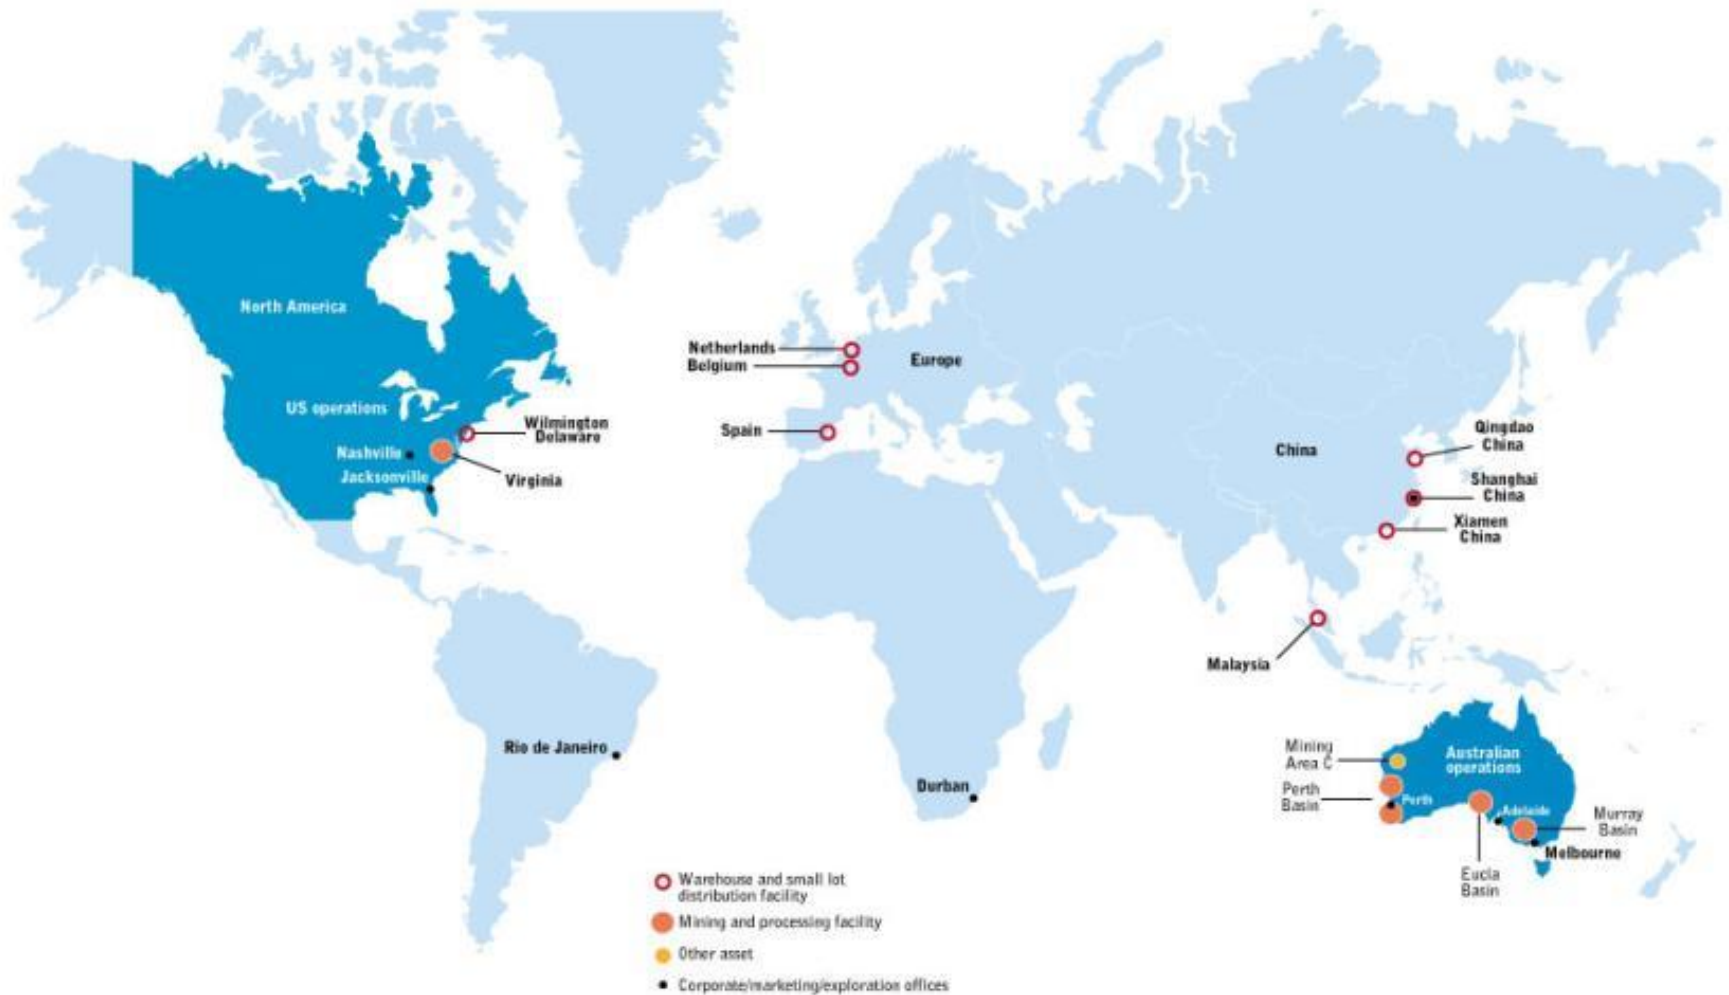 North America
US operations
Nashville
Jacksonville
Wilmington
Delaware
Virginia
Netherlands
Belgium
Spain
Europe
China
Qingdao
China
Shanghai
China
Xiamen
China
Malaysia
Rio de Janeiro
Durban
Mining
Area C
Perth
Basin
Perth
Australian
operations
Adelaide
Murray
Basin
Melbourne
Eucla
Basin
Warehouse and small lot
distribution facility
Mining and processing facility
Other asset
Corporate/marketing/exploration offices